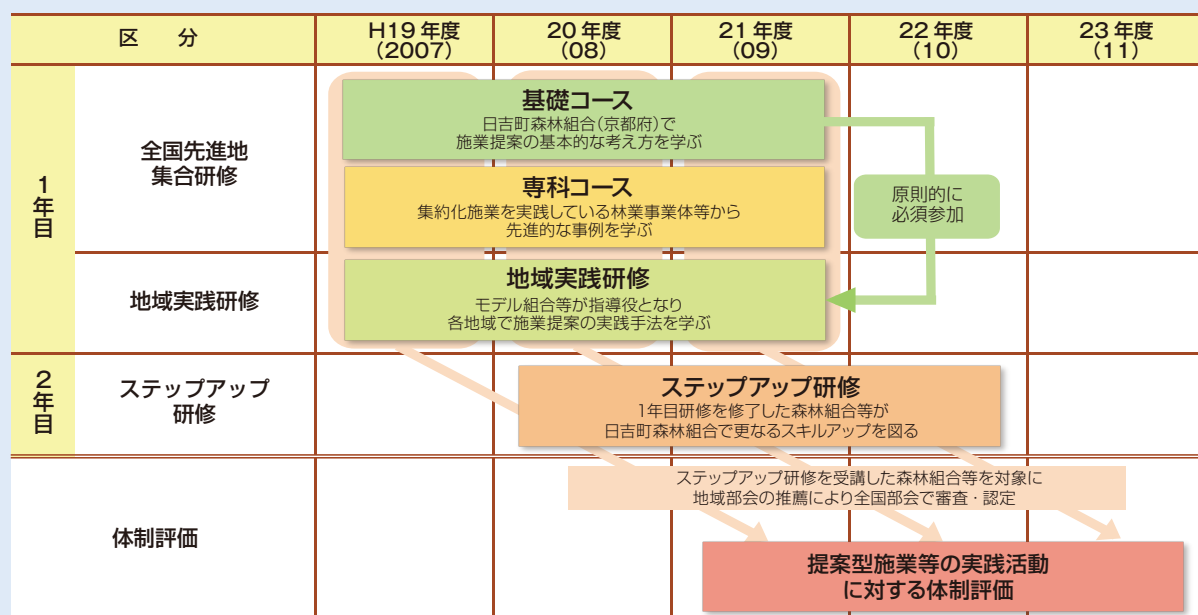 区　分
H19年度
（2007）
20年度
（08）
21年度
（09）
22年度
（10）
23年度
（11）
1年目
全国先進地
集合研修
基礎コース
日吉町森林組合（京都府）で
施業提案の基本的な考え方を学ぶ
専科コース
集約化施業を実践している林業事業体等から
先進的な事例を学ぶ
原則的に
必須参加
地域実践研修
地域実践研修
モデル組合等が指導役となり
各地域で施業提案の実践手法を学ぶ
2年目
ステップアップ
研修
ステップアップ研修
1年目研修を修了した森林組合等が
日吉町森林組合で更なるスキルアップを図る
ステップアップ研修を受講した森林組合等を対象に
地域部会の推薦により全国部会で審査・認定
体制評価
提案型施業等の実践活動
に対する体制評価